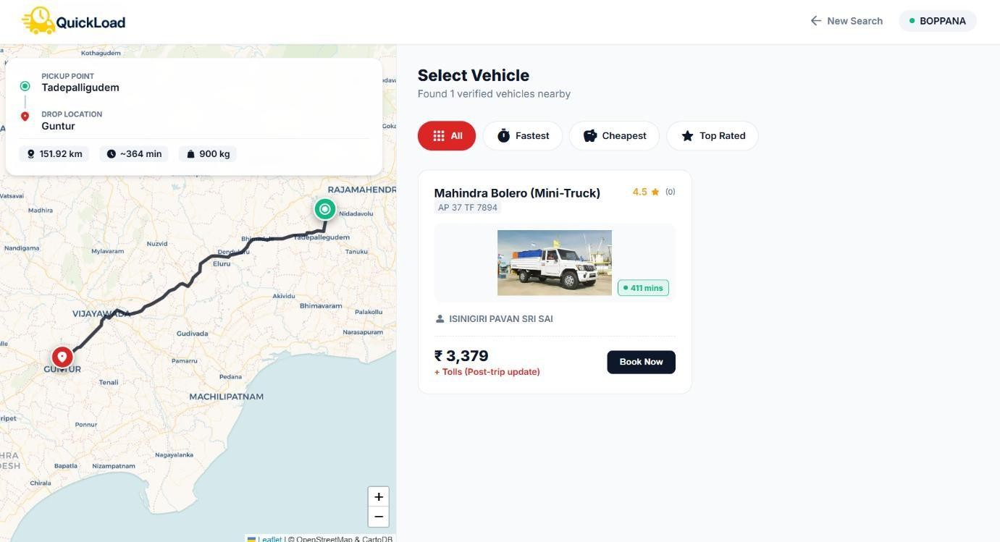 QuickLoad
New Search
BOPPANA
Kothagudem
PICKUP POINT
Tadepalligudem
DROP LOCATION
Guntur
151.92 km
~364 min
900 kg
RAJAMAHENDR
Vatsavai
Madhira
Nidadavolu
Tadepallegudem
Nandigama
Mylavaram
Nuzvid
Tanuku
Eluru
Akividu
Bhimavaram
Palakollu
VIJAYAWADA
Gudivada
Narasapuram
Pamarru
GUNTUR
Tenali
Pedana
MACHILIPATNAM
ripet
Ponnur
HRA
DESH
Nagayalanka
Bapatla
Nizampatnam
Chirala
+
−
Leaflet | © OpenStreetMap & CartoDB
Select Vehicle
Found 1 verified vehicles nearby
All
Fastest
Cheapest
Top Rated
Mahindra Bolero (Mini-Truck)
4.5 ★ (0)
AP 37 TF 7894
411 mins
ISINIGIRI PAVAN SRI SAI
₹ 3,379
+ Tolls (Post-trip update)
Book Now